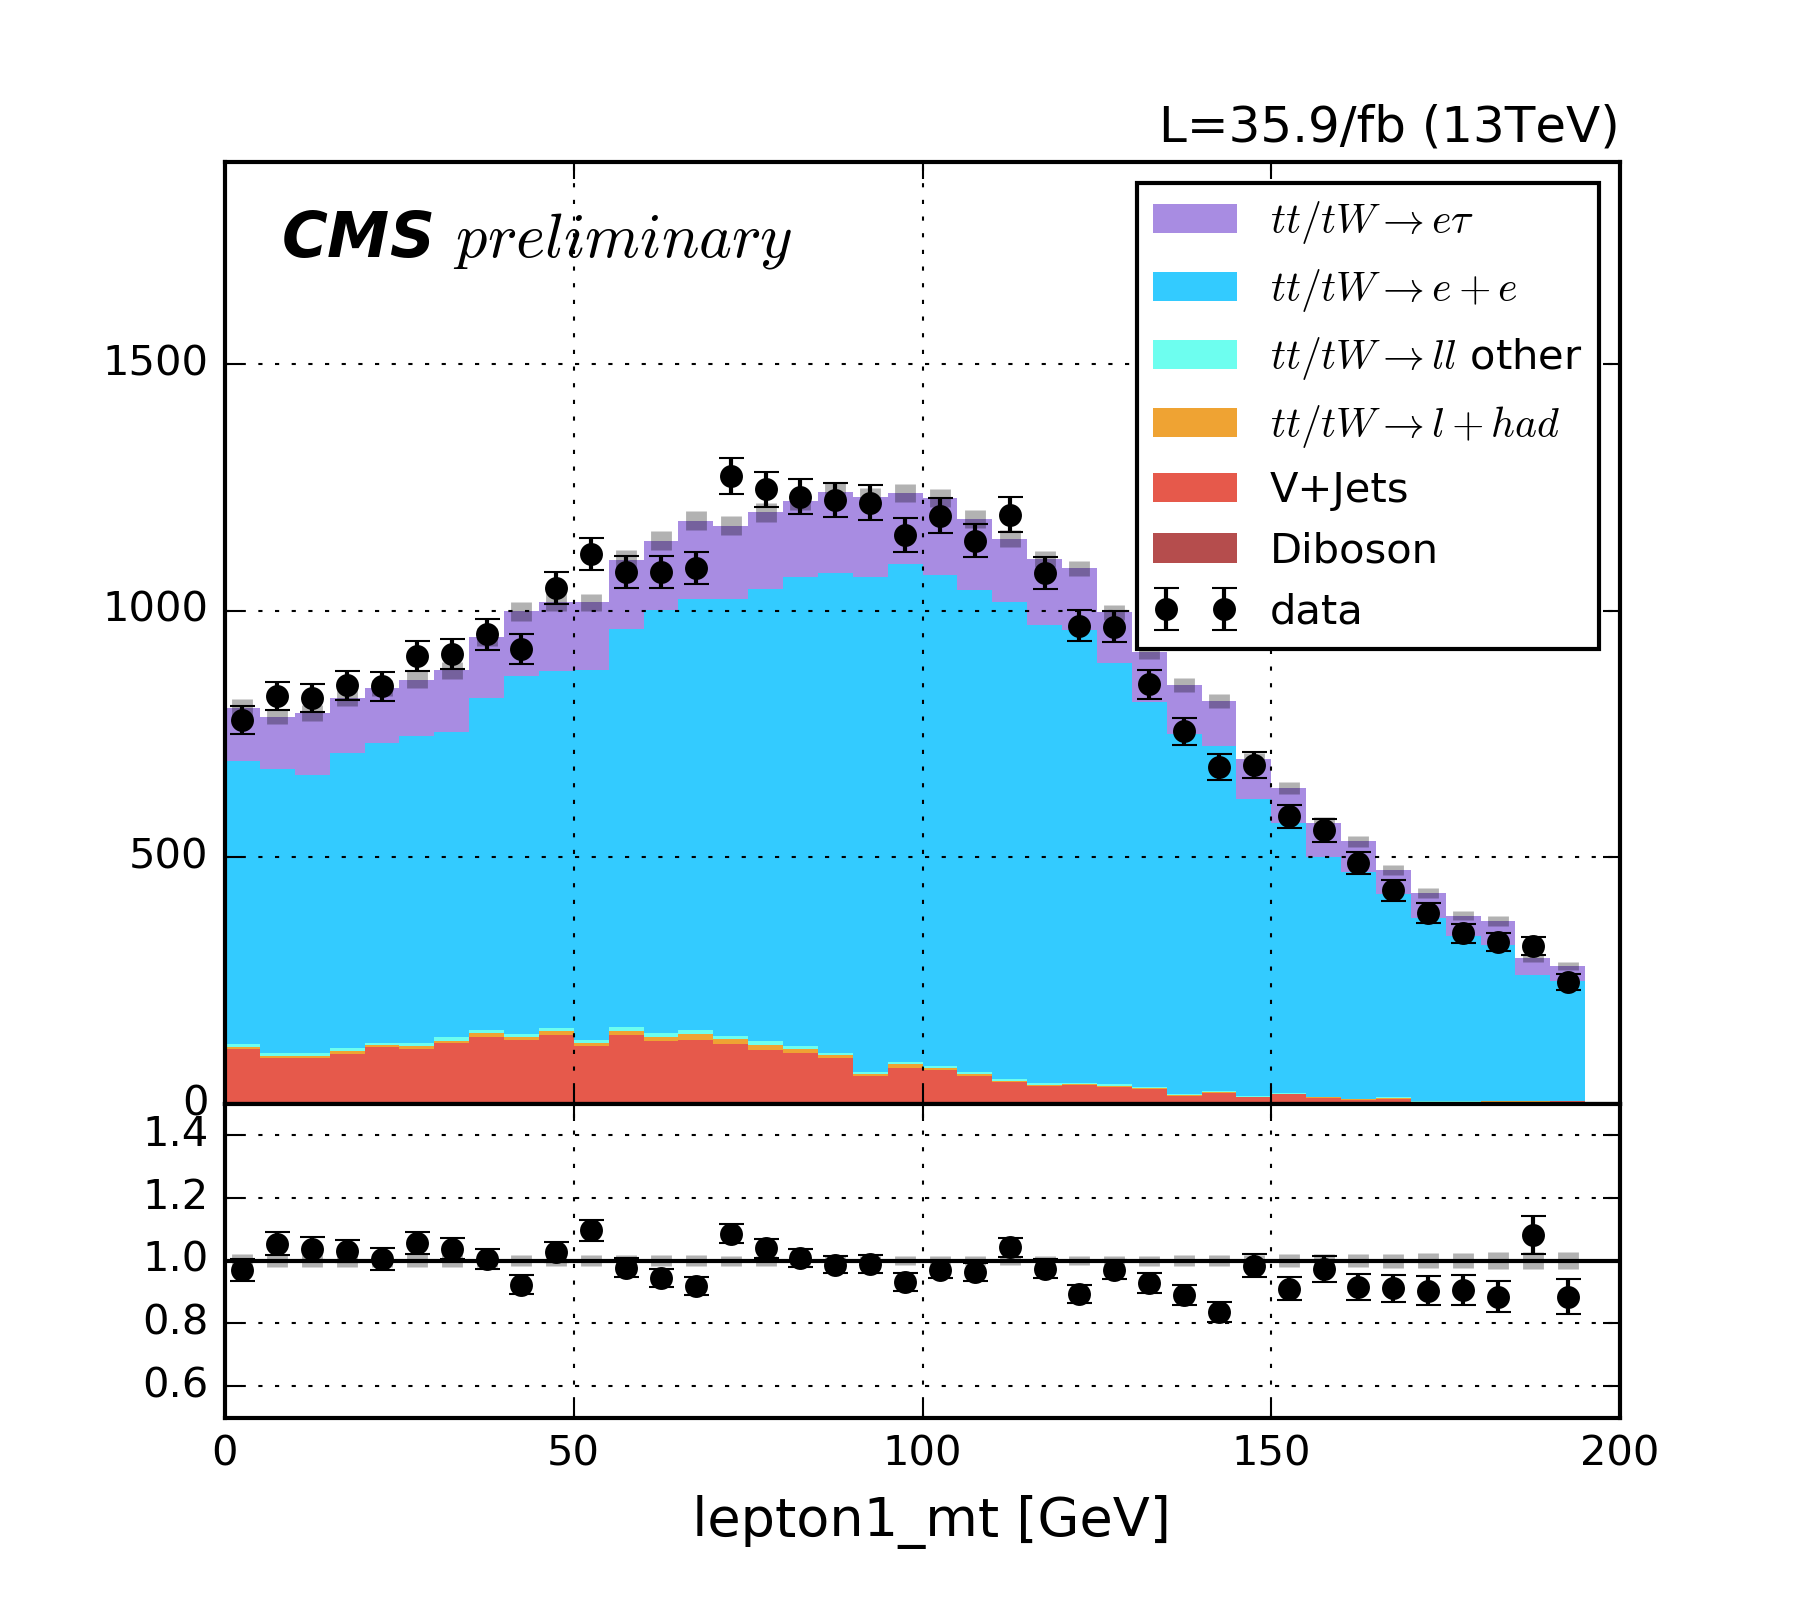 L=35.9/fb (13TeV)
CMS preliminary
tt/tW→eτ
tt/tW→e+e
tt/tW→ll other
tt/tW→l+had
V+Jets
Diboson
data
1500
1000
500
0
1.4
1.2
1.0
0.8
0.6
0 50 100 150 200
lepton1_mt [GeV]